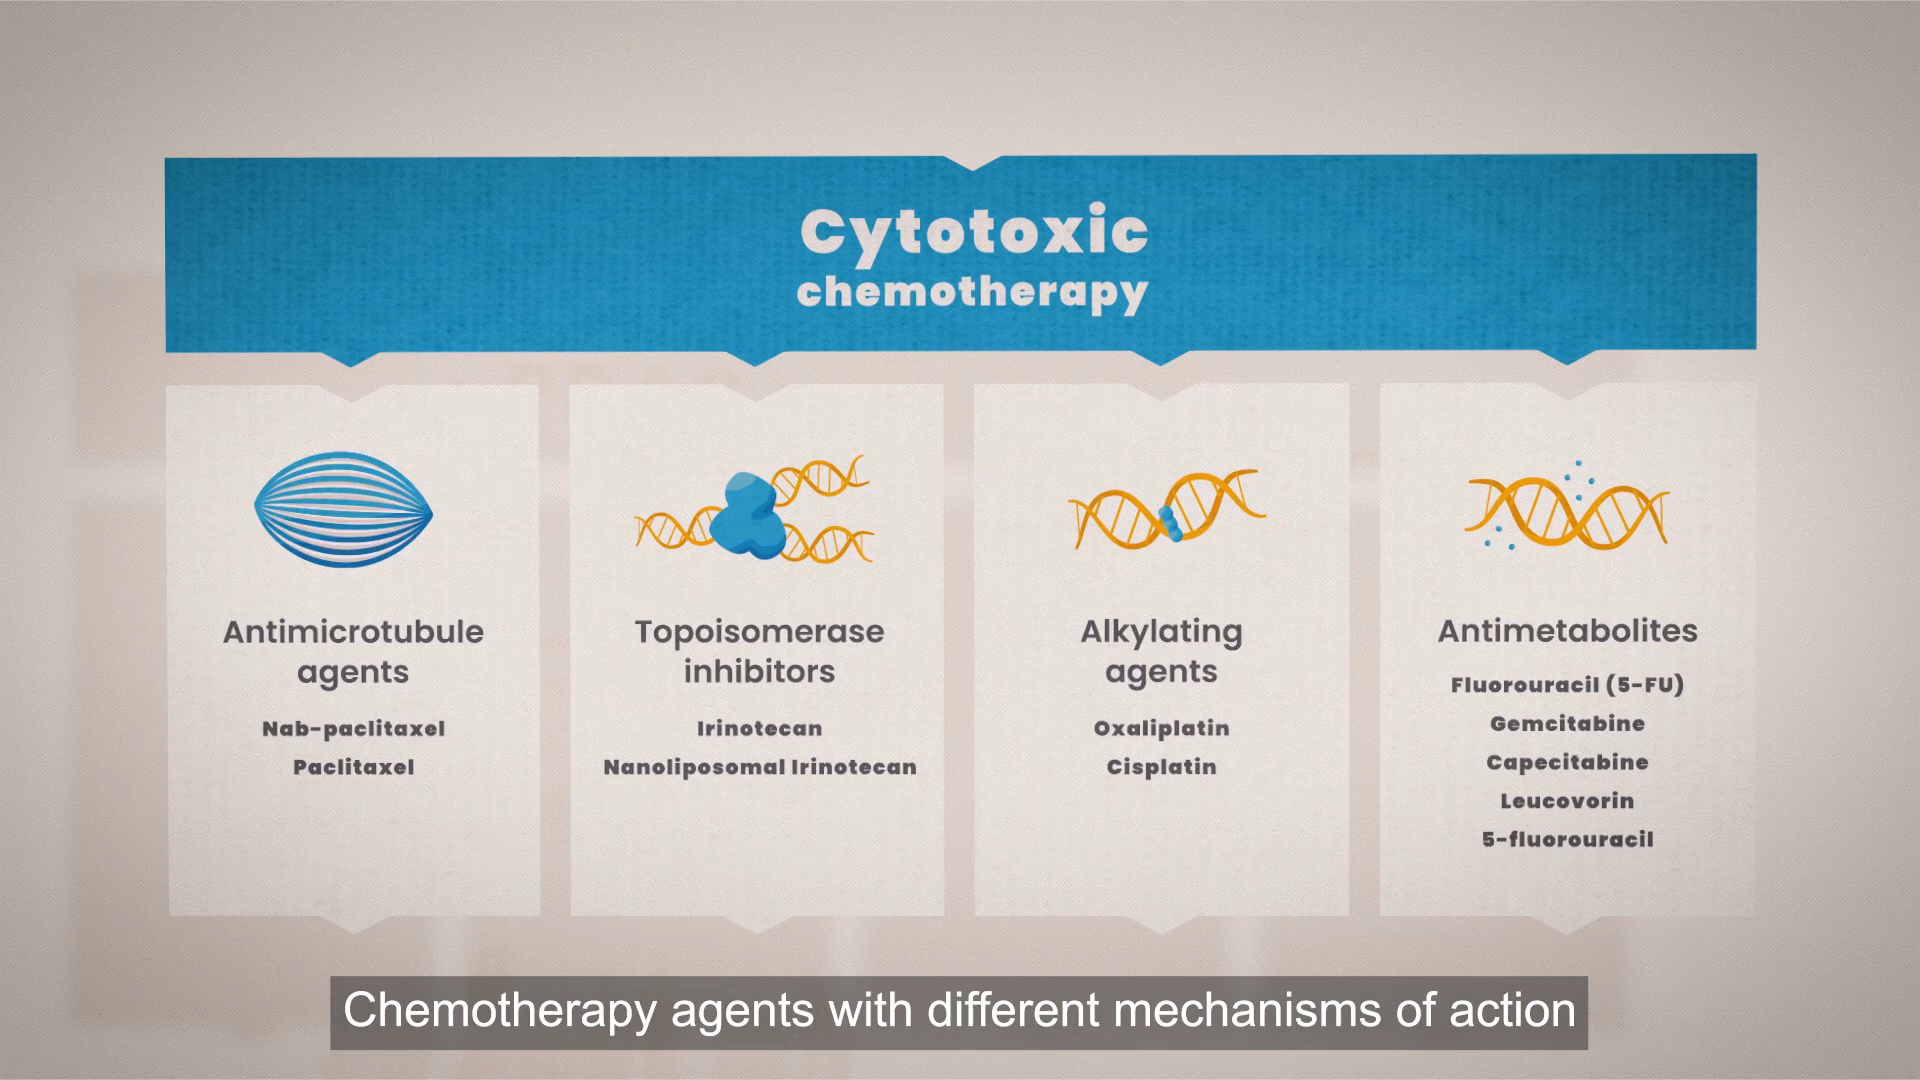 Cytotoxic
chemotherapy
Antimicrotubule
agents
Nab-paclitaxel
Paclitaxel
Topoisomerase
inhibitors
Irinotecan
Nanoliposomal Irinotecan
Alkylating
agents
Oxaliplatin
Cisplatin
Antimetabolites
Fluorouracil (5-FU)
Gemcitabine
Capecitabine
Leucovorin
5-fluorouracil
Chemotherapy agents with different mechanisms of action